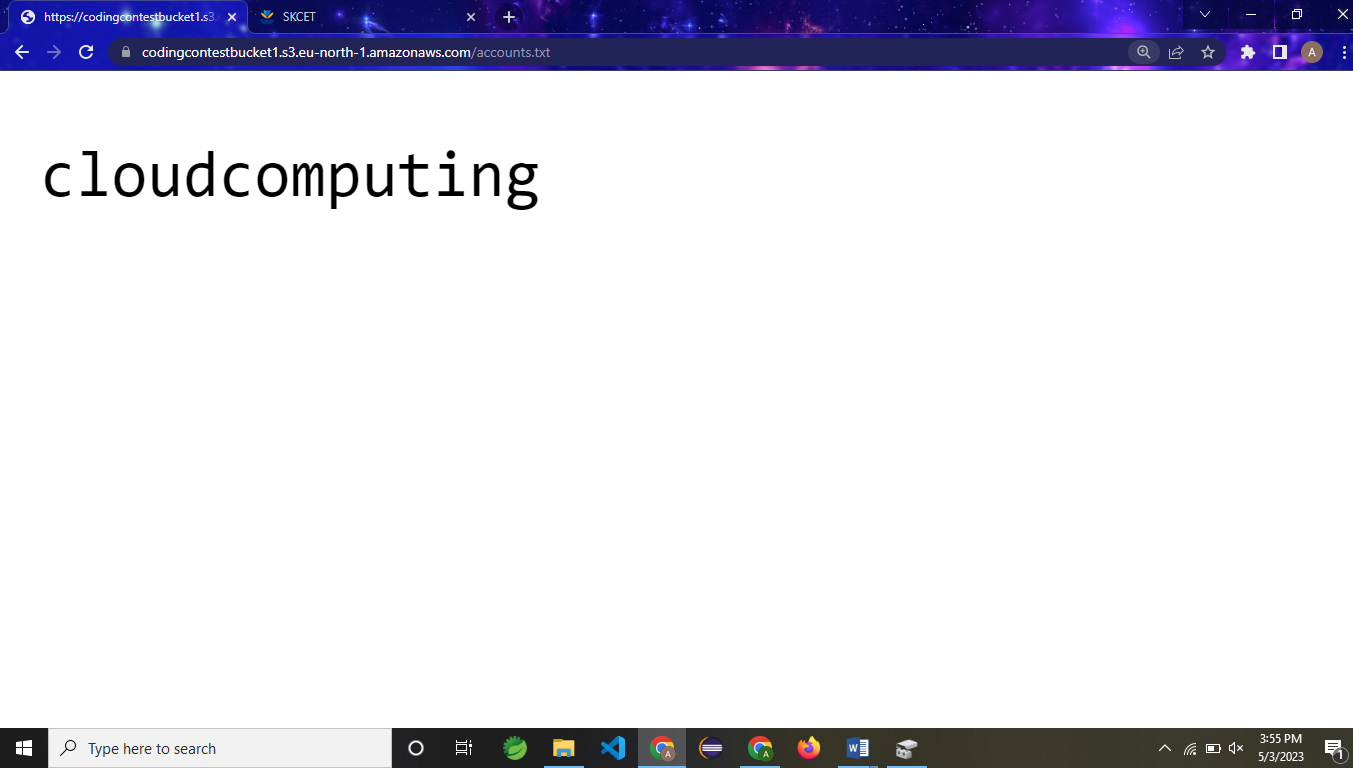 https://codingcontestbucket1.s3.
SKCET
codingcontestbucket1.s3.eu-north-1.amazonaws.com/accounts.txt
A
cloudcomputing
Type here to search
A
A
W
3:55 PM
5/3/2023
1